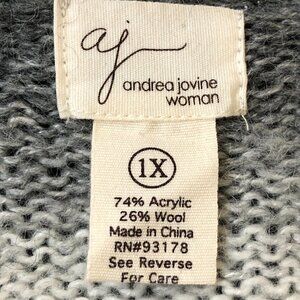 aj
andrea jovine
woman
1X
74% Acrylic
26% Wool
Made in China
RN#93178
See Reverse
For Care